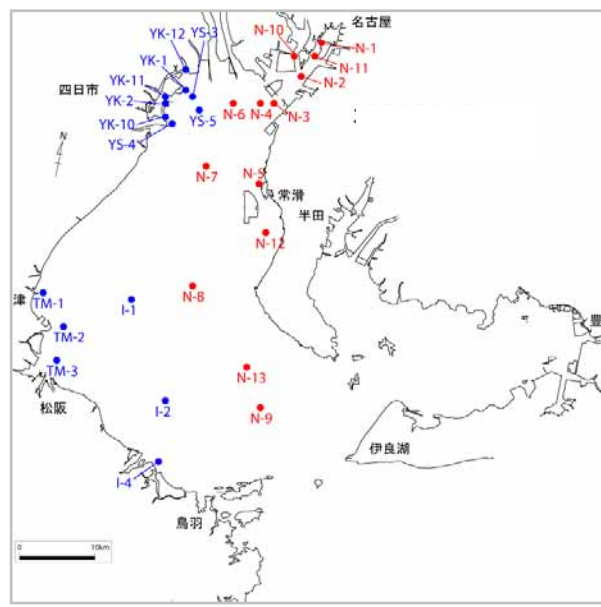 名古屋
N-10
YK-12
YS-3
N-1
YK-1
N-11
YK-11
N-2
四日市
YK-2
N-6
N-4
N-3
YK-10
YS-5
YS-4
N
N-7
N-5
常滑
半田
N-12
津
TM-1
I-1
N-8
豊
TM-2
TM-3
N-13
松阪
I-2
N-9
伊良湖
I-4
鳥羽
0
10km